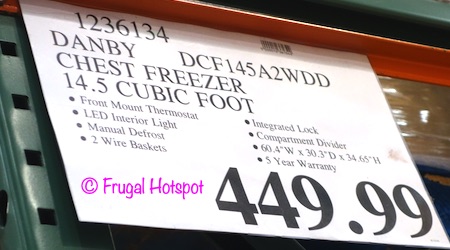 1236134
DANBY DCF145A2WDD
CHEST FREEZER
14.5 CUBIC FOOT
• Front Mount Thermostat
• LED Interior Light
• Manual Defrost
• 2 Wire Baskets
• Integrated Lock
• Compartment Divider
• 60.4"W x 30.3"D x 34.65"H
• 5 Year Warranty
449.99
© Frugal Hotspot